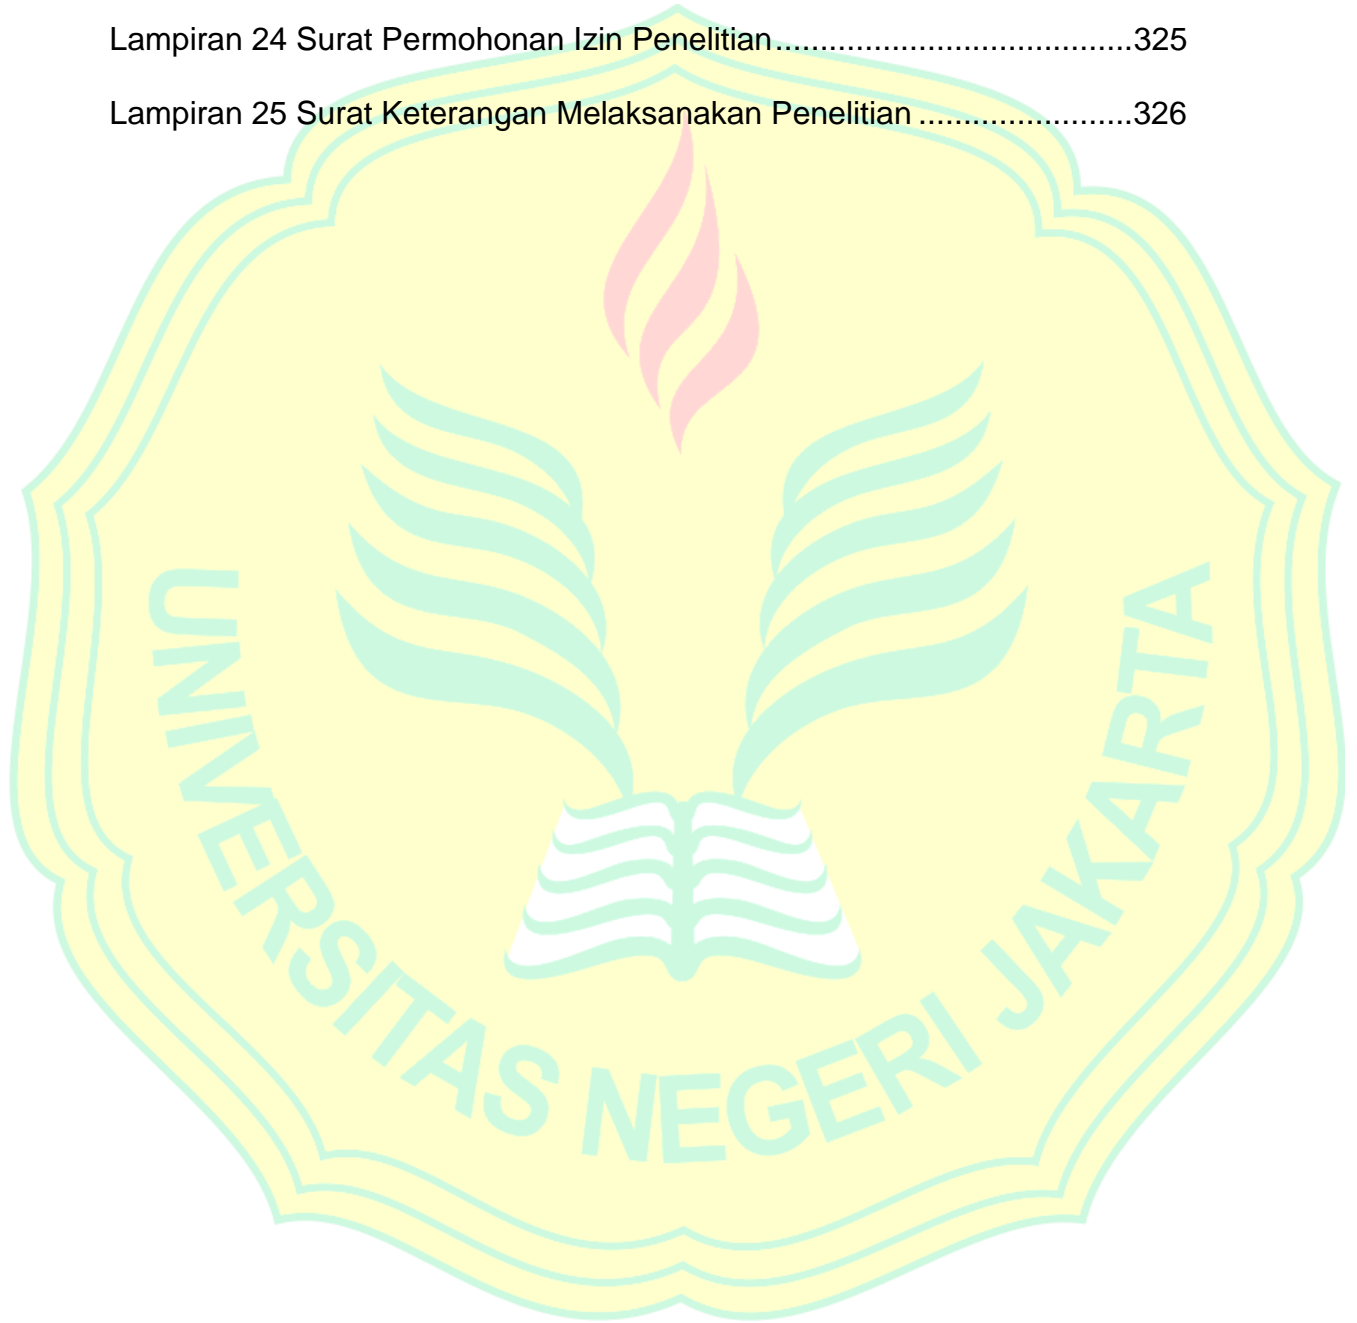 Lampiran 24 Surat Permohonan Izin Penelitian........................................325
Lampiran 25 Surat Keterangan Melaksanakan Penelitian ........................326
UNIVERSITAS NEGERI JAKARTA